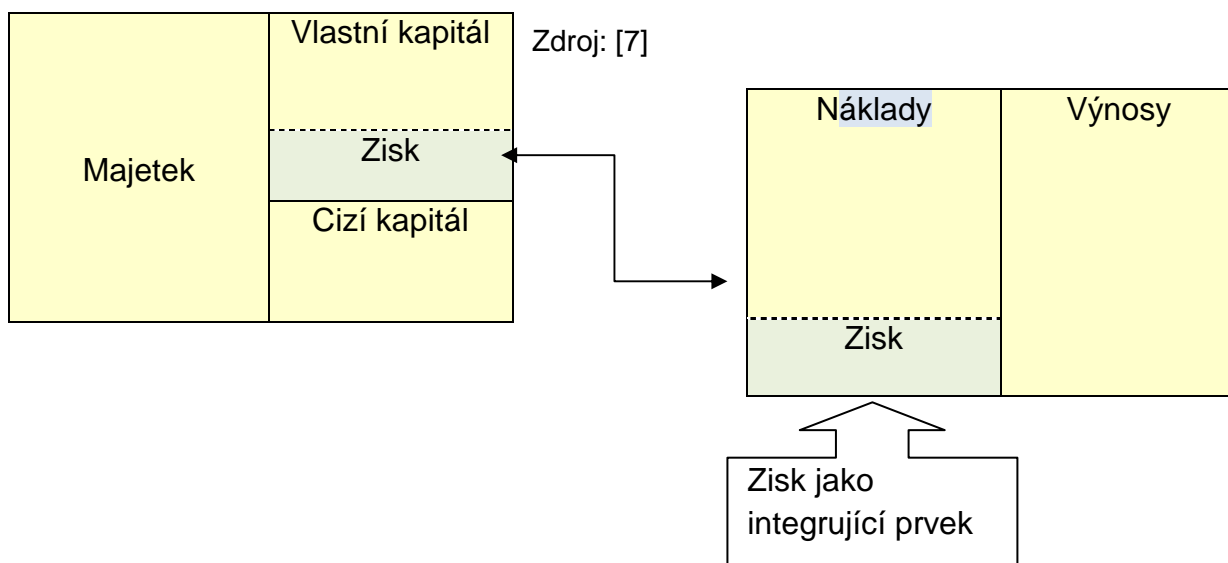 Vlastní kapitál
Zdroj: [7]
Majetek
Zisk
Cizí kapitál
Náklady
Výnosy
Zisk
Zisk jako
integrující prvek